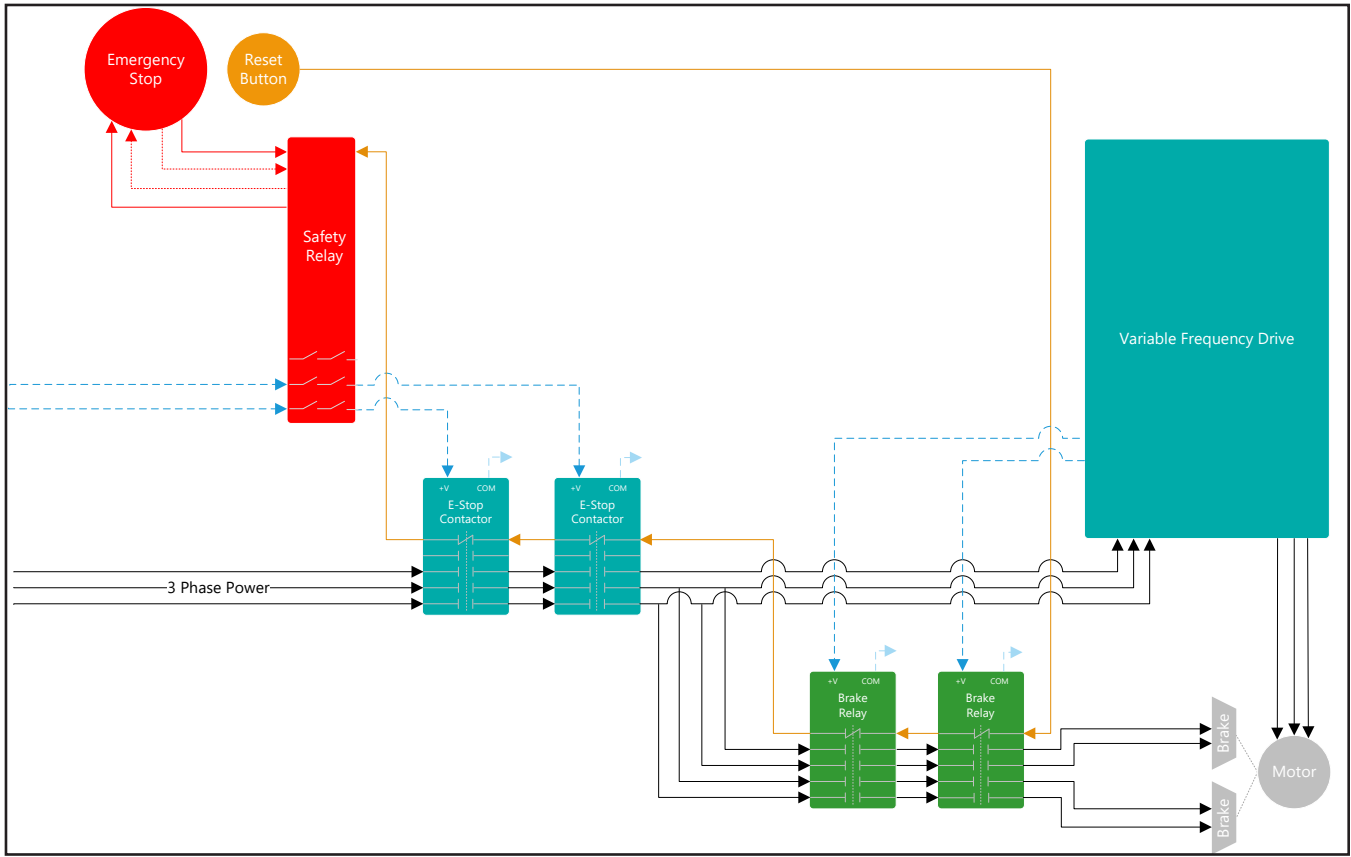 Emergency
Stop
Reset
Button
Safety
Relay
Variable Frequency Drive
+V
COM
E-Stop
Contactor
+V
COM
E-Stop
Contactor
3 Phase Power
+V
COM
Brake
Relay
+V
COM
Brake
Relay
Brake
Motor
Brake